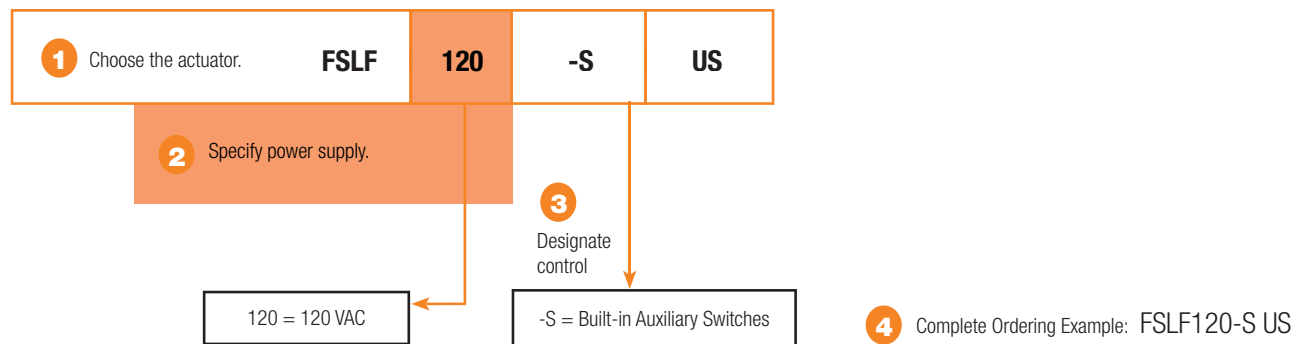 1 Choose the actuator. FSLF 120 -S US
2 Specify power supply.
3
Designate
control
120 = 120 VAC
-S = Built-in Auxiliary Switches
4 Complete Ordering Example: FSLF120-S US